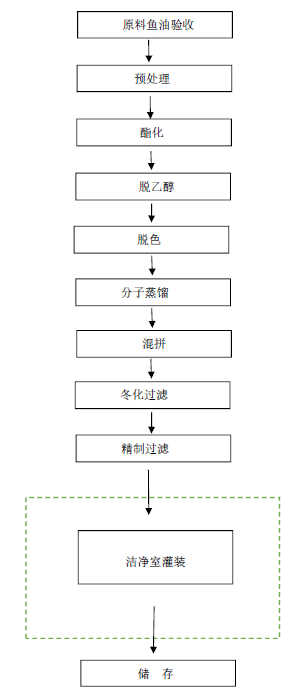 原料鱼油验收
预处理
酯化
脱乙醇
脱色
分子蒸馏
混拼
冬化过滤
精制过滤
洁净室灌装
储 存